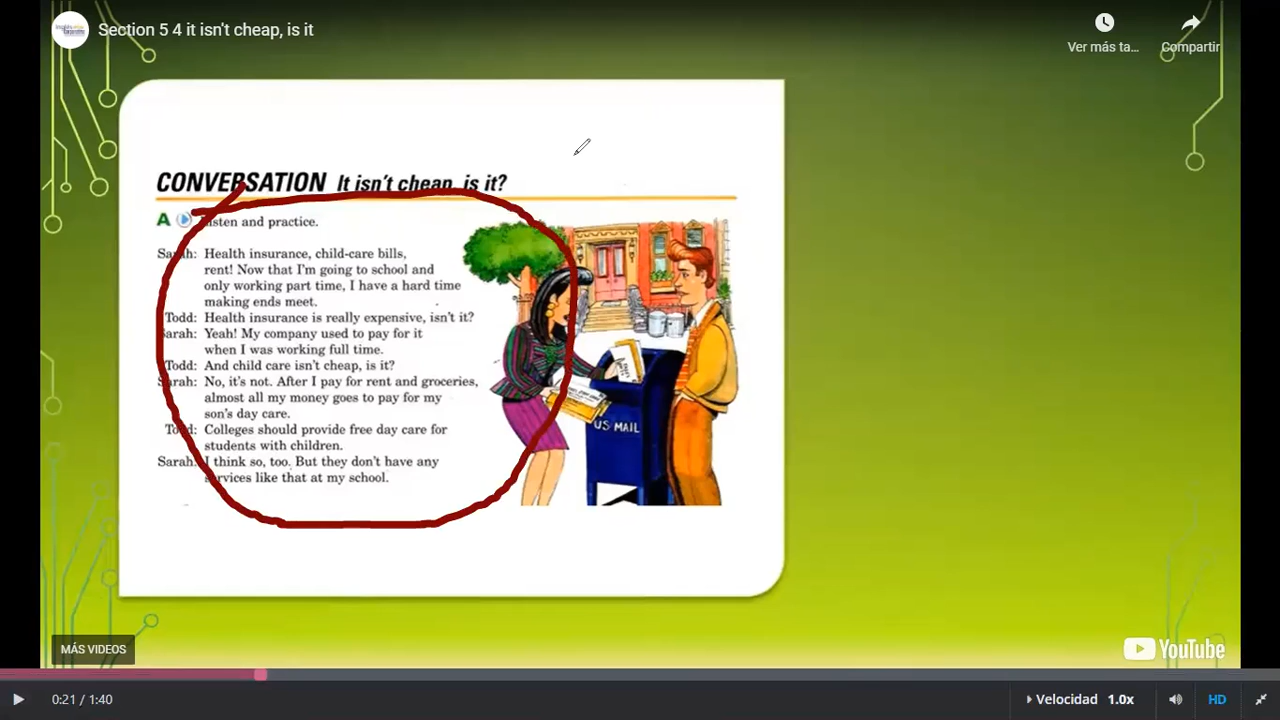 Section 5 4 it isn't cheap, is it
Ver más ta...
Compartir
CONVERSATION It isn't cheap, is it?
A Listen and practice.
Sarah: Health insurance, child-care bills,
rent! Now that I'm going to school and
only working part time, I have a hard time
making ends meet.
Todd: Health insurance is really expensive, isn't it?
Sarah: Yeah! My company used to pay for it
when I was working full time.
Todd: And child care isn't cheap, is it?
Sarah: No, it's not. After I pay for rent and groceries,
almost all my money goes to pay for my
son's day care.
Todd: Colleges should provide free day care for
students with children.
Sarah: I think so, too. But they don't have any
services like that at my school.
US MAIL
MÁS VIDEOS
YouTube
0:21 / 1:40
Velocidad 1.0x
HD